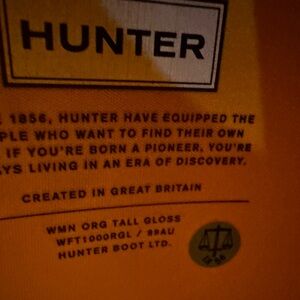 HUNTER
1856, HUNTER HAVE EQUIPPED THE
PLE WHO WANT TO FIND THEIR OWN
IF YOU'RE BORN A PIONEER, YOU'RE
YS LIVING IN AN ERA OF DISCOVERY.
CREATED IN GREAT BRITAIN
WMN ORG TALL GLOSS
WFT1000RGL / 99AU
HUNTER BOOT LTD.